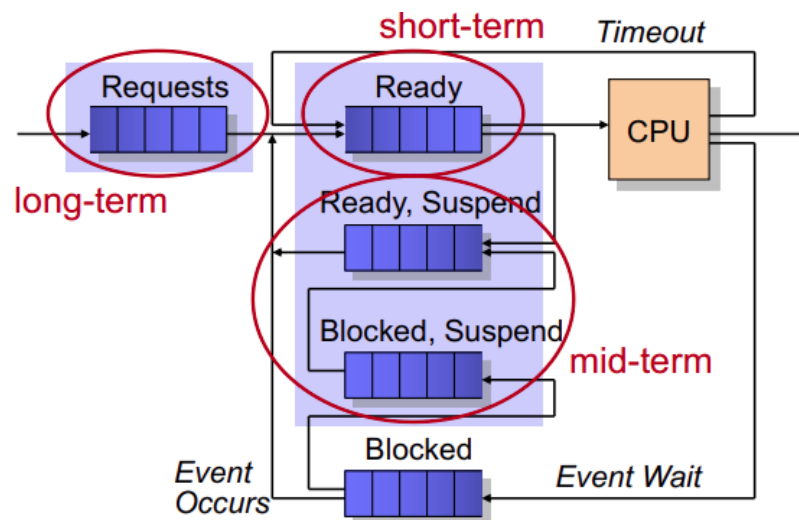 short-term
Timeout
Requests
Ready
CPU
long-term
Ready, Suspend
Blocked, Suspend
mid-term
Blocked
Event
Occurs
Event Wait